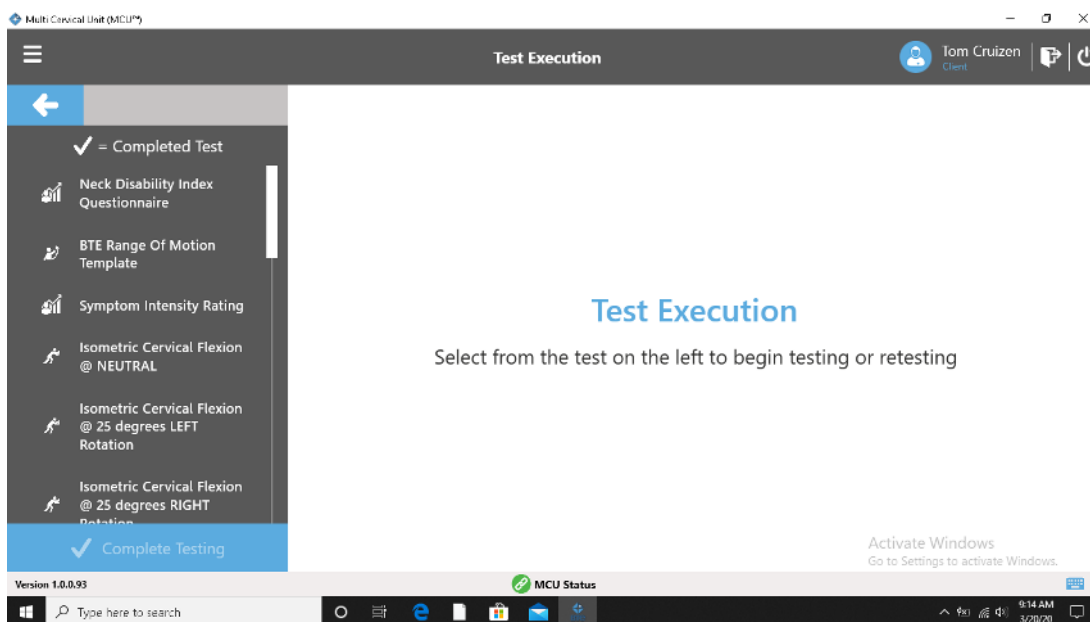 Multi Cervical Unit (MCU™)
Test Execution
Tom Cruizen
Client
= Completed Test
Neck Disability Index
Questionnaire
BTE Range Of Motion
Template
Symptom Intensity Rating
Isometric Cervical Flexion
@ NEUTRAL
Isometric Cervical Flexion
@ 25 degrees LEFT
Rotation
Isometric Cervical Flexion
@ 25 degrees RIGHT
Rotation
Complete Testing
Test Execution
Select from the test on the left to begin testing or retesting
Activate Windows
Go to Settings to activate Windows.
Version 1.0.0.93
MCU Status
Type here to search
9:14 AM
3/20/20